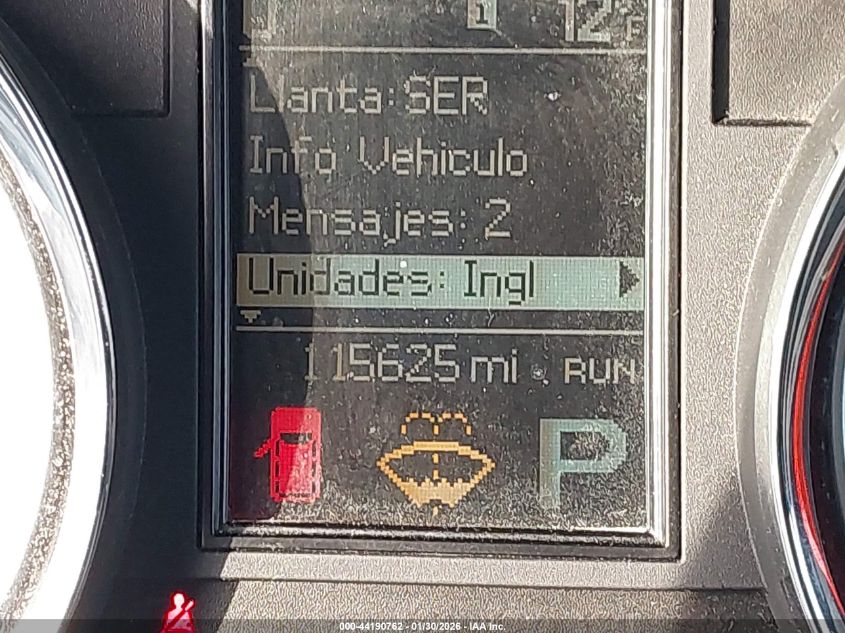 1 12
Llanta:SER
Info Vehiculo
Mensajes: 2
Unidades: Ingl
115625 mi RUN
P
000-44190762 - 01/30/2026 - IAA Inc.